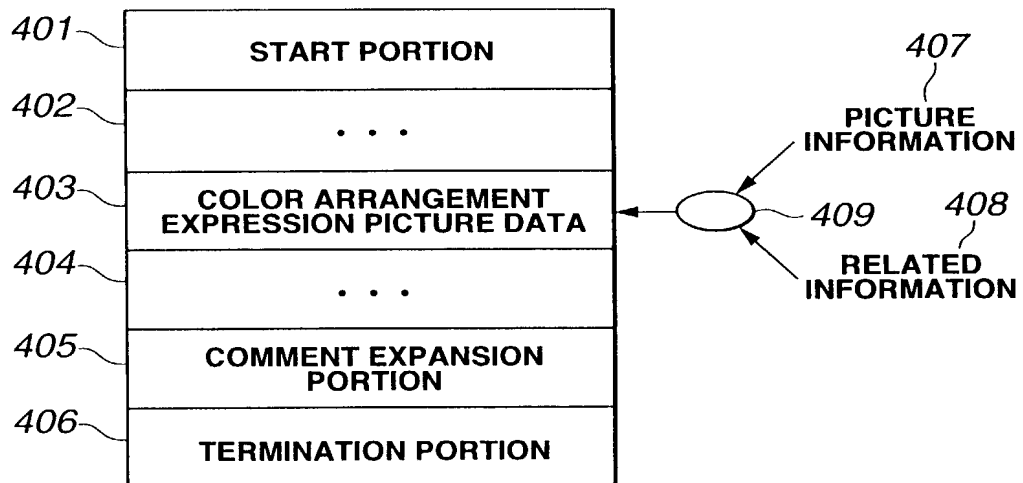 401
START PORTION
402
. . .
403
COLOR ARRANGEMENT
EXPRESSION PICTURE DATA
404
. . .
405
COMMENT EXPANSION
PORTION
406
TERMINATION PORTION
407
PICTURE
INFORMATION
409
408
RELATED
INFORMATION